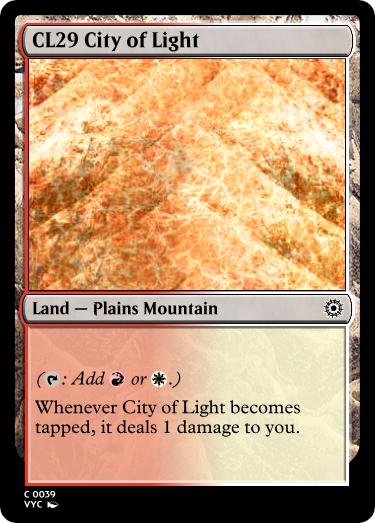 CL29 City of Light
Land — Plains Mountain
(: Add or .)
Whenever City of Light becomes
tapped, it deals 1 damage to you.
C 0039
VYC